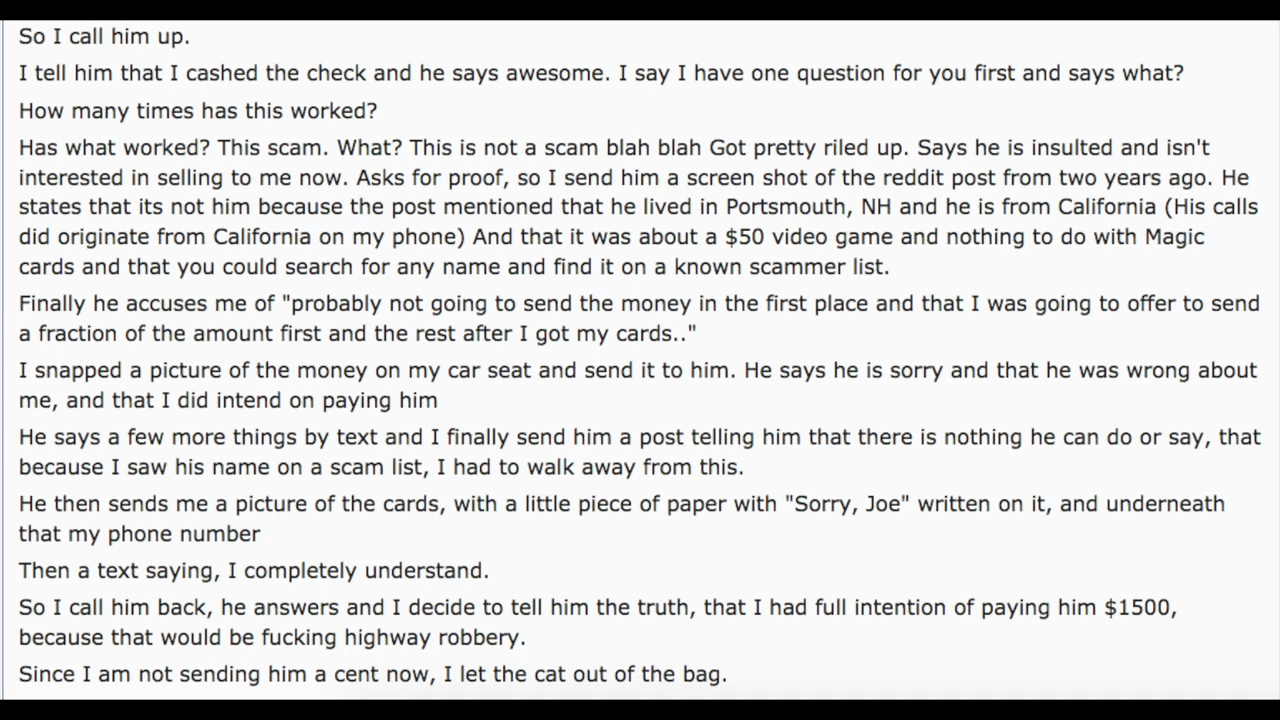 So I call him up.
I tell him that I cashed the check and he says awesome. I say I have one question for you first and says what?
How many times has this worked?
Has what worked? This scam. What? This is not a scam blah blah Got pretty riled up. Says he is insulted and isn't
interested in selling to me now. Asks for proof, so I send him a screen shot of the reddit post from two years ago. He
states that its not him because the post mentioned that he lived in Portsmouth, NH and he is from California (His calls
did originate from California on my phone) And that it was about a $50 video game and nothing to do with Magic
cards and that you could search for any name and find it on a known scammer list.
Finally he accuses me of "probably not going to send the money in the first place and that I was going to offer to send
a fraction of the amount first and the rest after I got my cards.."
I snapped a picture of the money on my car seat and send it to him. He says he is sorry and that he was wrong about
me, and that I did intend on paying him
He says a few more things by text and I finally send him a post telling him that there is nothing he can do or say, that
because I saw his name on a scam list, I had to walk away from this.
He then sends me a picture of the cards, with a little piece of paper with "Sorry, Joe" written on it, and underneath
that my phone number
Then a text saying, I completely understand.
So I call him back, he answers and I decide to tell him the truth, that I had full intention of paying him $1500,
because that would be fucking highway robbery.
Since I am not sending him a cent now, I let the cat out of the bag.